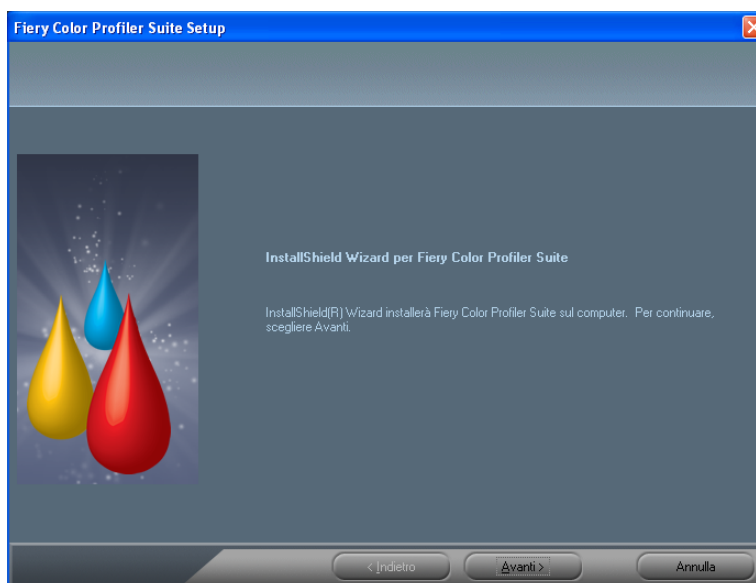 Fiery Color Profiler Suite Setup
InstallShield Wizard per Fiery Color Profiler Suite
InstallShield(R) Wizard installerà Fiery Color Profiler Suite sul computer. Per continuare,
scegliere Avanti.
< Indietro
Avanti >
Annulla